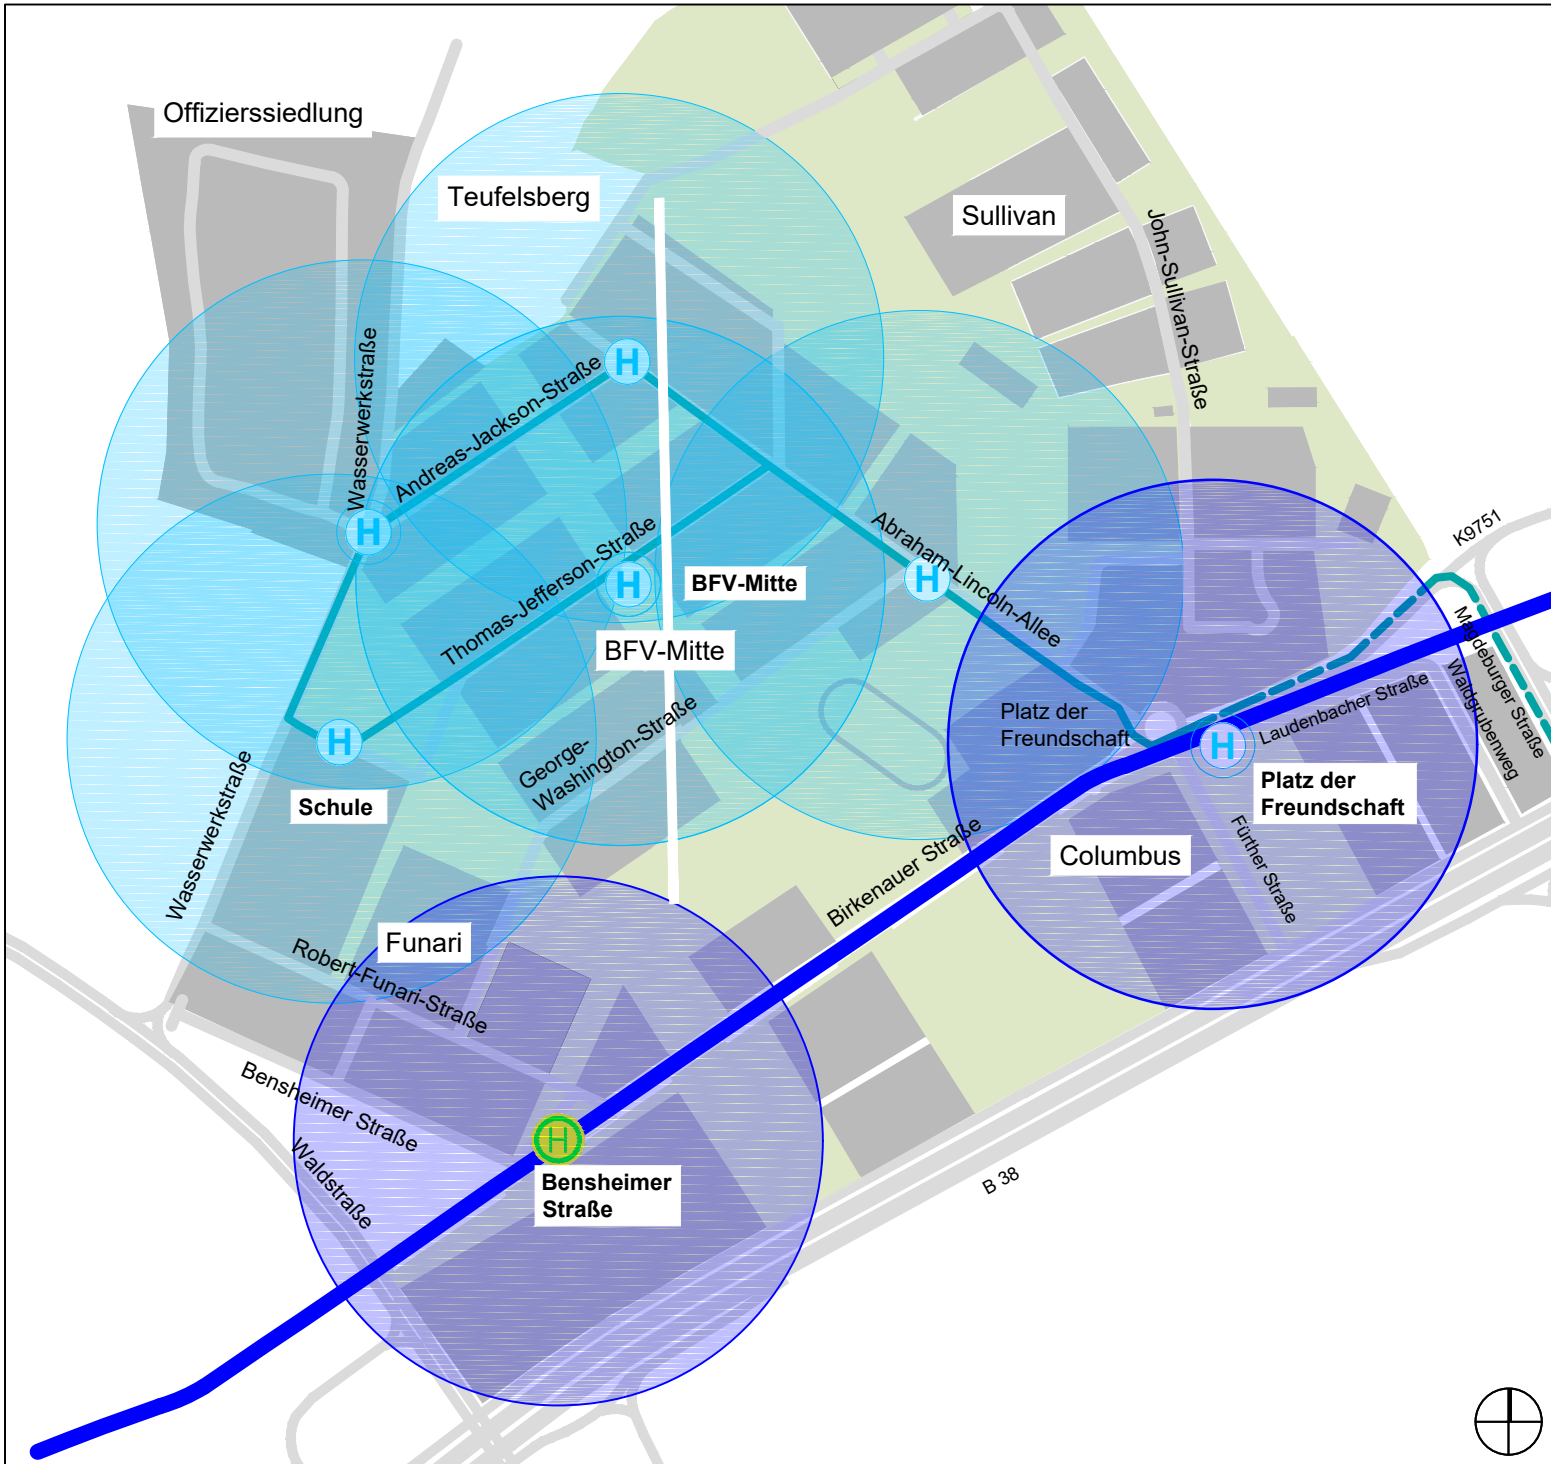 Offizierssiedlung
Teufelsberg
Sullivan
John-Sullivan-Straße
Wasserwerkstraße
H
Andreas-Jackson-Straße
H
Thomas-Jefferson-Straße
H
BFV-Mitte
BFV-Mitte
Abraham-Lincoln-Allee
H
K9751
Magdeburger Straße
Waldgrubenweg
Laudenbacher Straße
Platz der
Freundschaft
H
Platz der
Freundschaft
H
Schule
George-
Washington-Straße
Wasserwerkstraße
Columbus
Fürther Straße
Birkenauer Straße
Funari
Robert-Funari-Straße
Bensheimer Straße
Waldstraße
H
Bensheimer
Straße
B 38